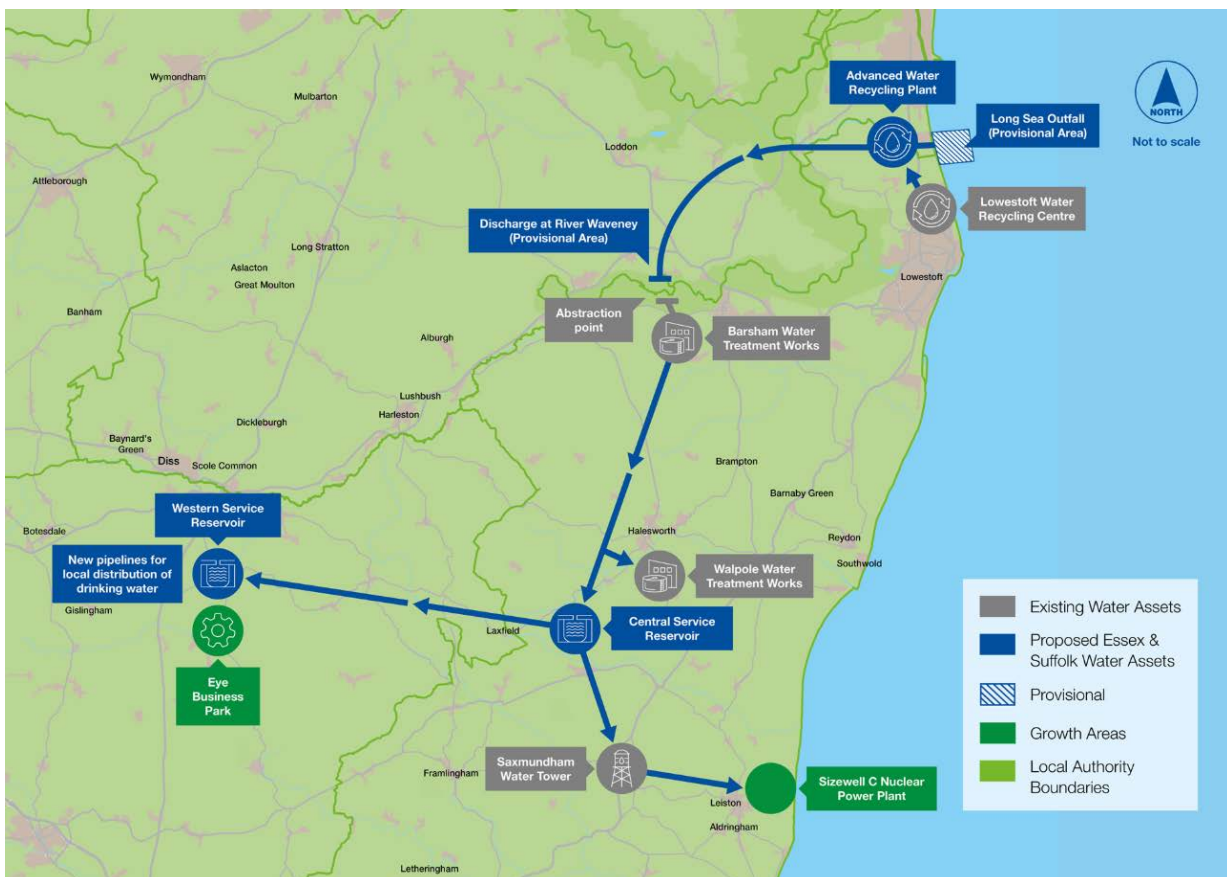 Wymondham
Mulbarton
Attleborough
Loddon
Advanced Water
Recycling Plant
Long Sea Outfall
(Provisional Area)
NORTH
Not to scale
Lowestoft Water
Recycling Centre
Discharge at River Waveney
(Provisional Area)
Long Stratton
Aslacton
Great Moulton
Lowestoft
Banham
Abstraction
point
Barsham Water
Treatment Works
Alburgh
Lushbush
Harleston
Dickleburgh
Baynard's
Green
Diss
Scole Common
Brampton
Barnaby Green
Western Service
Reservoir
Botesdale
Halesworth
Reydon
Southwold
New pipelines for
local distribution of
drinking water
Walpole Water
Treatment Works
Gislingham
Laxfield
Central Service
Reservoir
Eye
Business
Park
Saxmundham
Water Tower
Framlingham
Sizewell C Nuclear
Power Plant
Leiston
Aldringham
Letheringham
Existing Water Assets
Proposed Essex &
Suffolk Water Assets
Provisional
Growth Areas
Local Authority
Boundaries